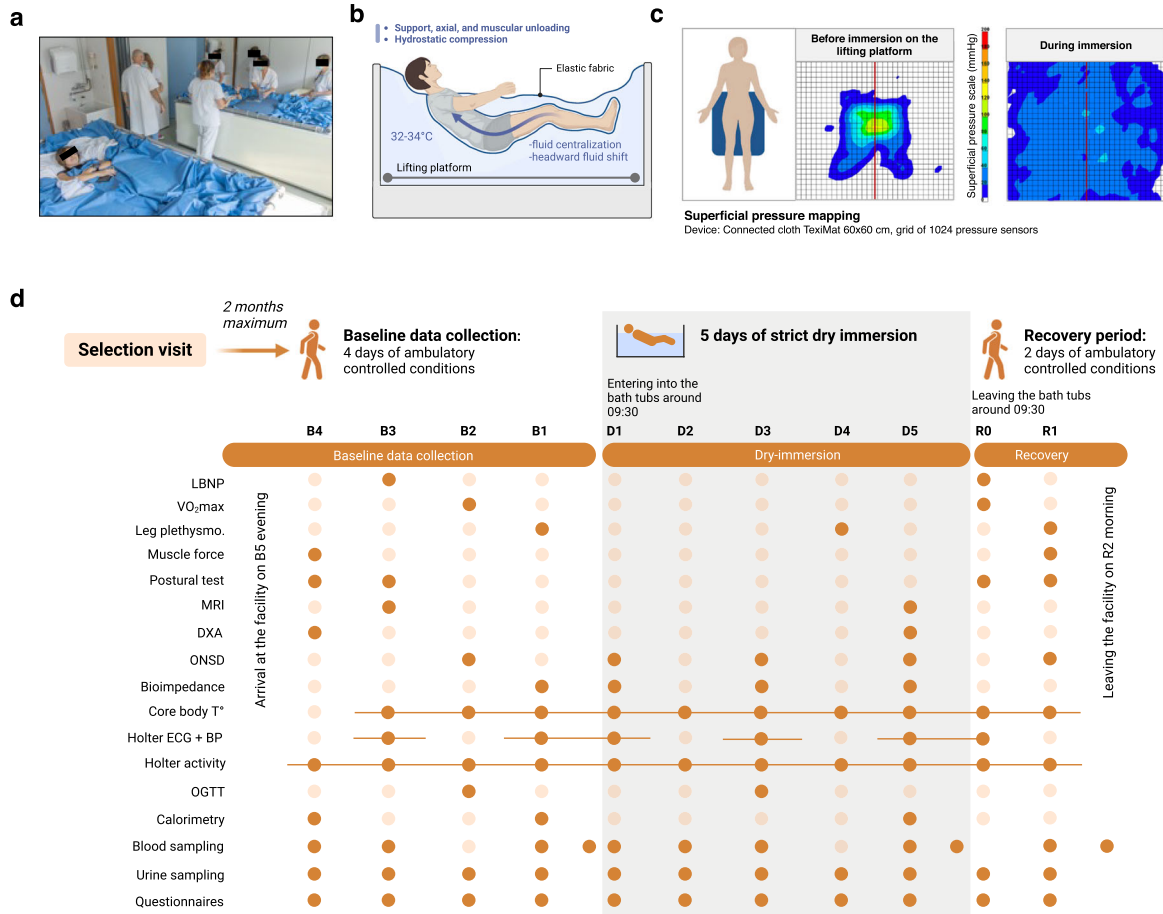 a
b
• Support, axial, and muscular unloading
• Hydrostatic compression
Elastic fabric
32-34°C
-fluid centralization
-headward fluid shift
Lifting platform
c
Before immersion on the
lifting platform
Superficial pressure scale (mmHg)
During immersion
Superficial pressure mapping
Device: Connected cloth TexiMat 60x60 cm, grid of 1024 pressure sensors
d
Selection visit
2 months
maximum
Baseline data collection:
4 days of ambulatory
controlled conditions
5 days of strict dry immersion
Entering into the
bath tubs around
09:30
Recovery period:
2 days of ambulatory
controlled conditions
Leaving the bath tubs
around 09:30
B4 B3 B2 B1 D1 D2 D3 D4 D5 R0 R1
Baseline data collection Dry-immersion Recovery
Arrival at the facility on B5 evening
LBNP
VO₂max
Leg plethysmo.
Muscle force
Postural test
MRI
DXA
ONSD
Bioimpedance
Core body T°
Holter ECG + BP
Holter activity
OGTT
Calorimetry
Blood sampling
Urine sampling
Questionnaires
Leaving the facility on R2 morning